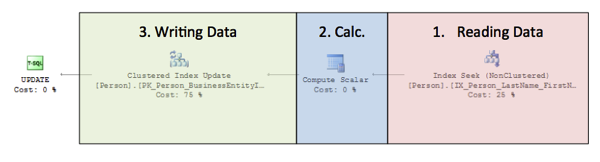 3. Writing Data
2. Calc.
1. Reading Data
T-SQL
UPDATE
Cost: 0 %
Clustered Index Update
[Person].[PK_Person_BusinessEntityI…
Cost: 75 %
Compute Scalar
Cost: 0 %
Index Seek (NonClustered)
[Person].[IX_Person_LastName_FirstN…
Cost: 25 %